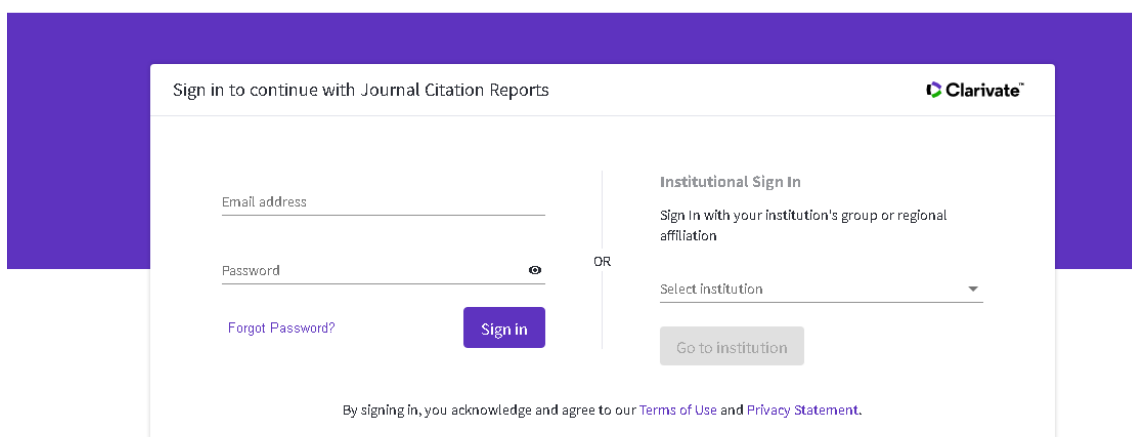 Sign in to continue with Journal Citation Reports
Clarivate™
Email address
Password
Forgot Password?
Sign in
OR
Institutional Sign In
Sign In with your institution's group or regional
affiliation
Select institution
Go to institution
By signing in, you acknowledge and agree to our Terms of Use and Privacy Statement.